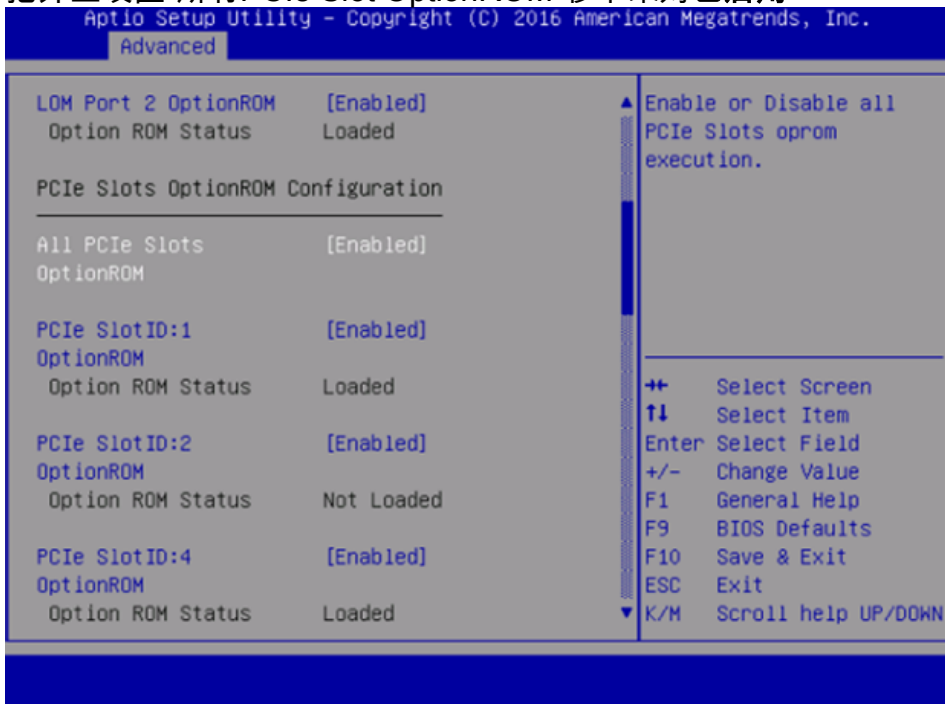 Aptio Setup Utility – Copyright (C) 2016 American Megatrends, Inc.
Advanced
LOM Port 2 OptionROM [Enabled]
Option ROM Status Loaded
PCIe Slots OptionROM Configuration
All PCIe Slots [Enabled]
OptionROM
PCIe SlotID:1 [Enabled]
OptionROM
Option ROM Status Loaded
PCIe SlotID:2 [Enabled]
OptionROM
Option ROM Status Not Loaded
PCIe SlotID:4 [Enabled]
OptionROM
Option ROM Status Loaded
Enable or Disable all
PCIe Slots oprom
execution.
→← Select Screen
↑↓ Select Item
Enter Select Field
+/- Change Value
F1 General Help
F9 BIOS Defaults
F10 Save & Exit
ESC Exit
K/M Scroll help UP/DOWN